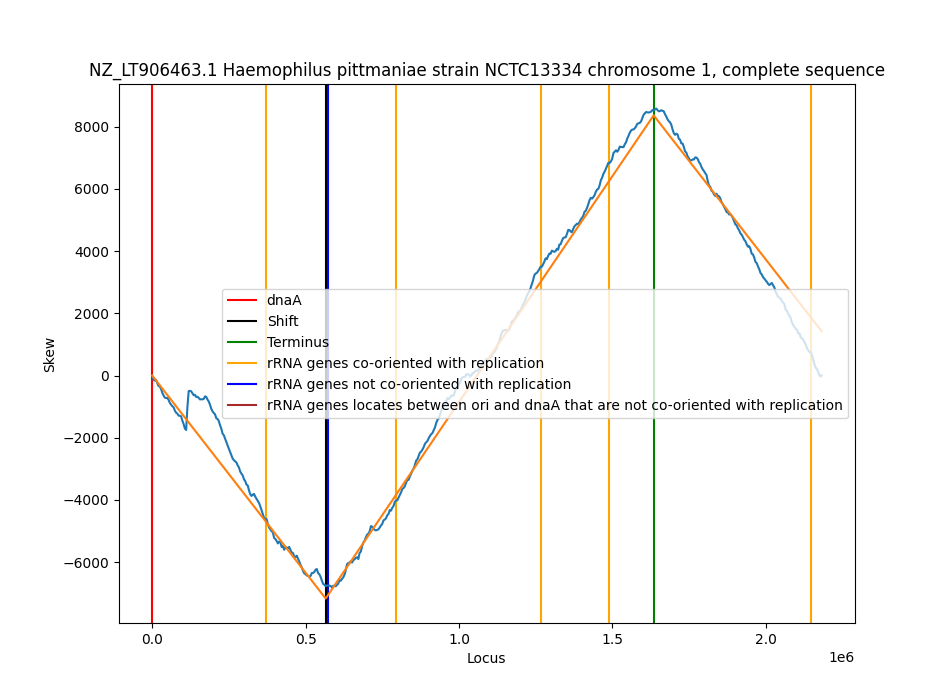 NZ_LT906463.1 Haemophilus pittmaniae strain NCTC13334 chromosome 1, complete sequence
8000
6000
4000
2000
0
−2000
−4000
−6000
Skew
dnaA
Shift
Terminus
rRNA genes co-oriented with replication
rRNA genes not co-oriented with replication
rRNA genes locates between ori and dnaA that are not co-oriented with replication
0.0 0.5 1.0 1.5 2.0
Locus
1e6